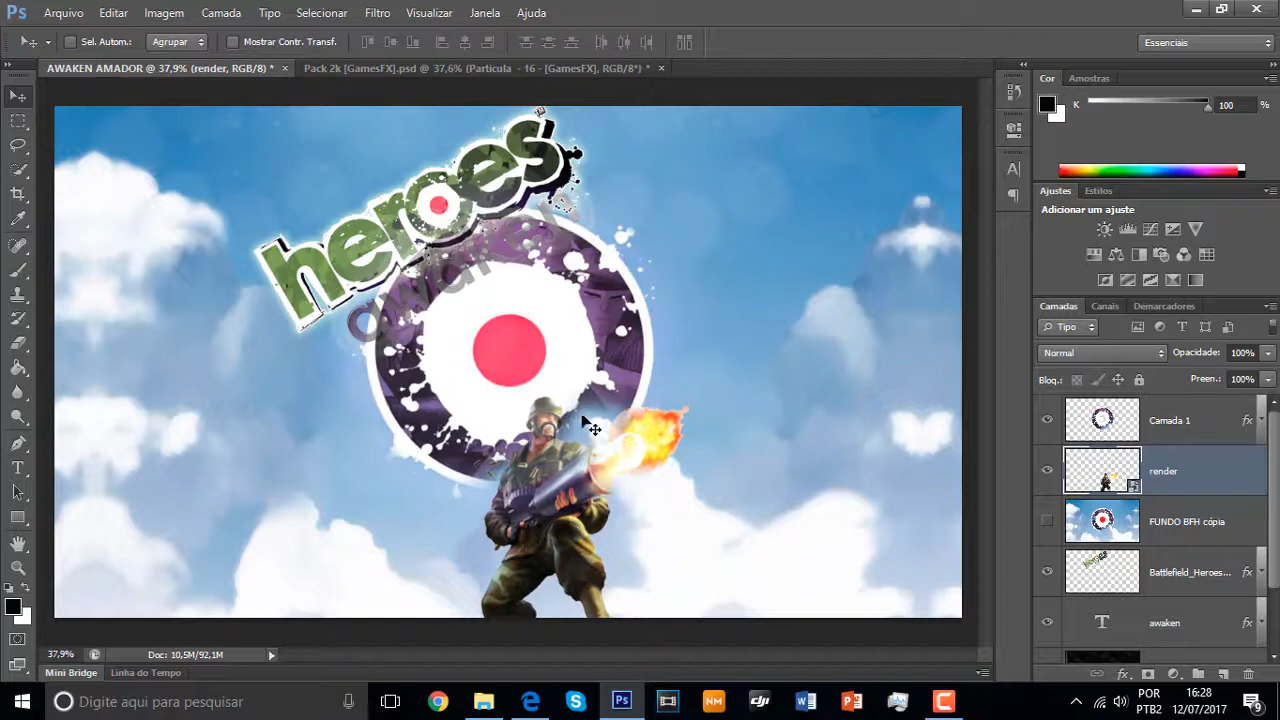 Ps Arquivo Editar Imagem Camada Tipo Selecionar Filtro Visualizar Janela Ajuda
Sel. Autom.: Agrupar Mostrar Contr. Transf. Essenciais
AWAKEN AMADOR @ 37,9% (render, RGB/8) * × Pack 2k [GamesFX].psd @ 37,6% (Particula - 16 - [GamesFX], RGB/8*) * ×
Cor Amostras
K 100 %
Ajustes Estilos
Adicionar um ajuste
Camadas Canais Demarcadores
Tipo
Normal Opacidade: 100%
Bloq.: Preen.: 100%
Camada 1
render
FUNDO BFH cópia
Battlefield_Heroes... fx
awaken fx
heroes
awaken
37,9% Doc: 10,5M/92,1M
Mini Bridge Linha do Tempo
Digite aqui para pesquisar
POR
PTB2
16:28
12/07/2017